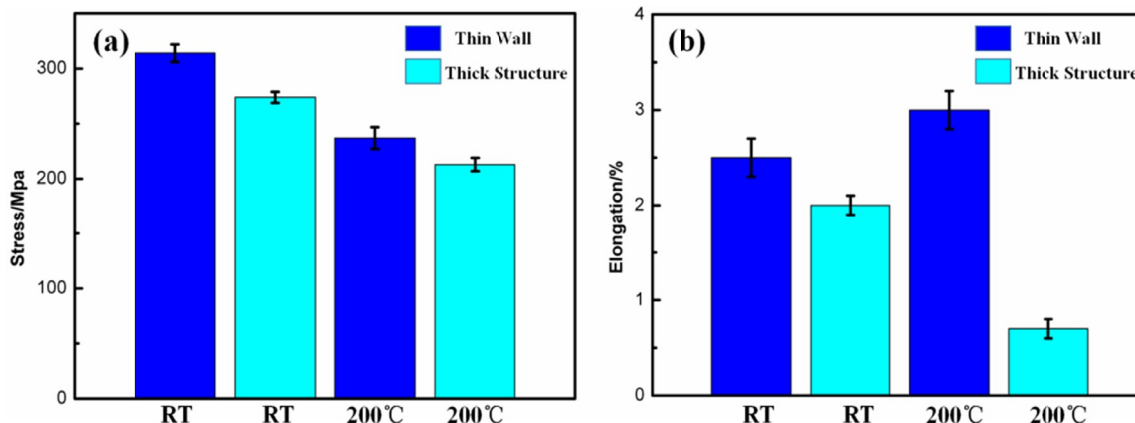 (a)
Thin Wall
Thick Structure
Stress/Mpa
300
200
100
0
RT
RT
200℃
200℃
(b)
Thin Wall
Thick Structure
Elongation/%
4
3
2
1
0
RT
RT
200℃
200℃